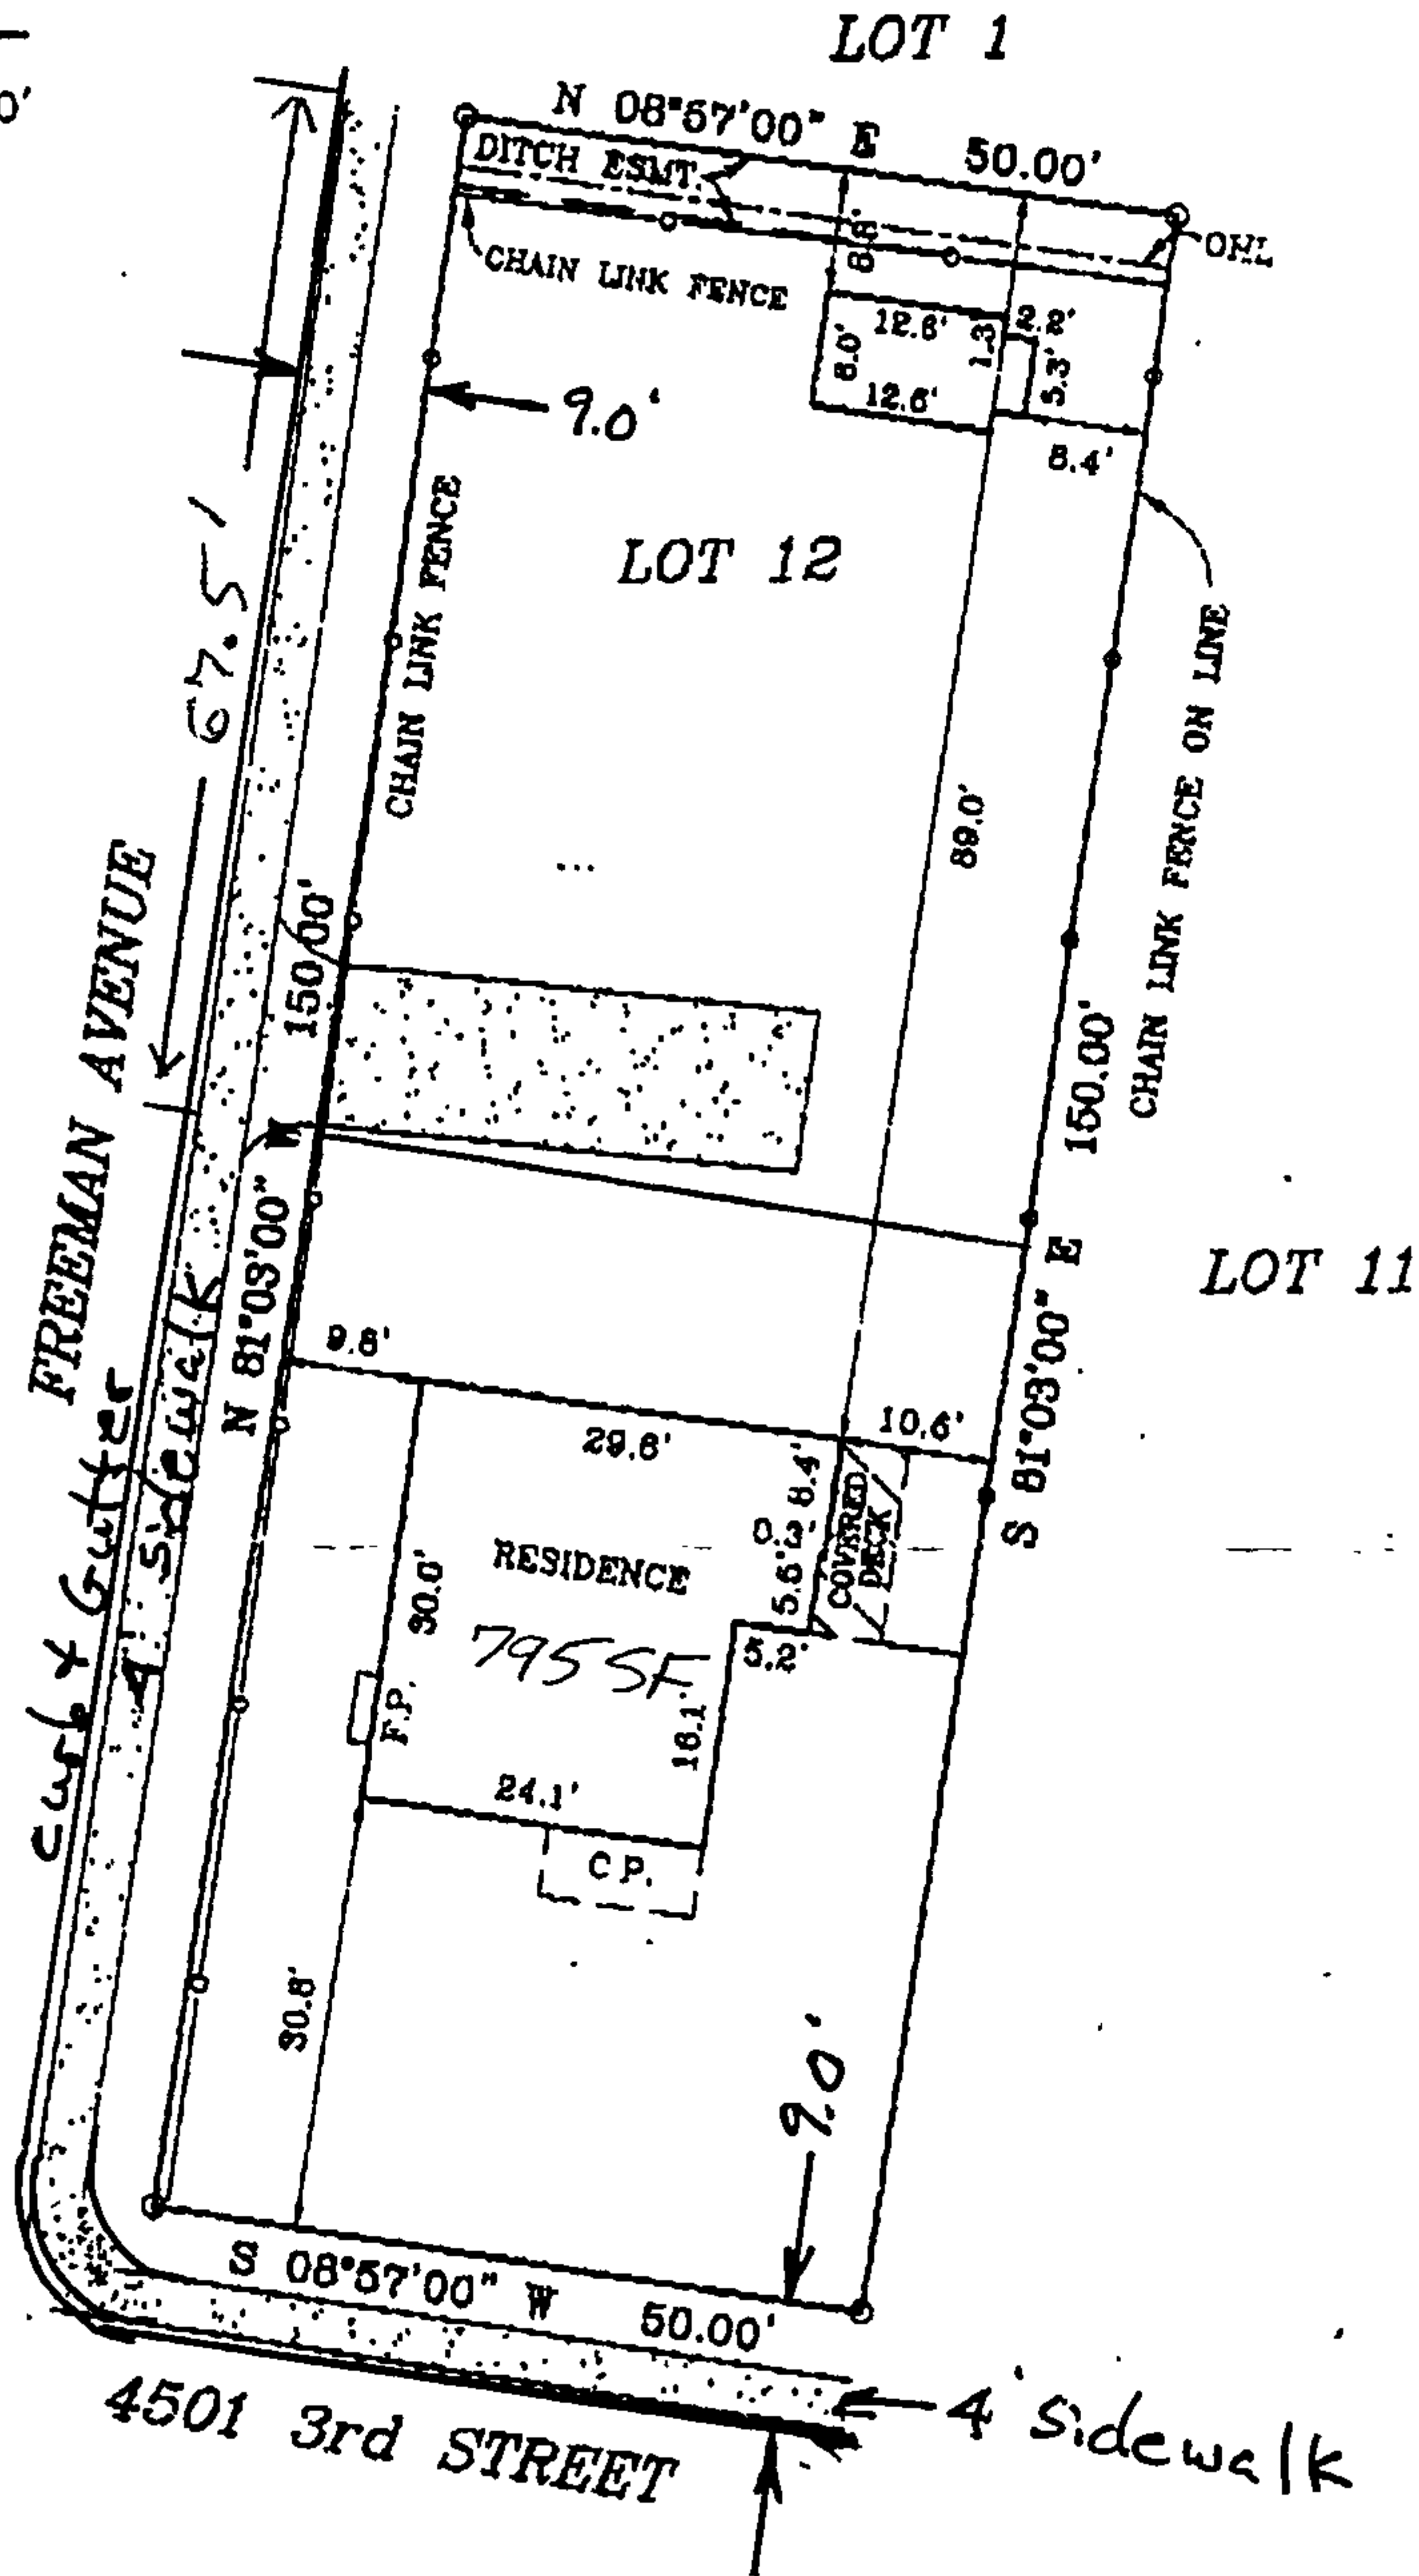 0'
LOT 1
N 08°57'00" E 50.00'
DITCH ESMT.
OHL
CHAIN LINK FENCE
8.8'
12.6'
1.3
2.2'
8.0'
5.3'
12.6'
8.4'
9.0'
LOT 12
CHAIN LINK FENCE
67.5'
CHAIN LINK FENCE ON LINE
89.0'
FREEMAN AVENUE
N 81°03'00" W 150.00'
S 81°03'00" E 150.00'
LOT 11
9.8'
29.6'
10.6'
8.4'
0.3'
5.6'
COVERED
DECK
RESIDENCE
795 SF
30.0'
F.P.
5.2'
16.1'
24.1'
C P.
Curb & Gutter
4' Sidewalk
30.8'
9.0'
S 08°57'00" W 50.00'
4501 3rd STREET
4' Sidewalk